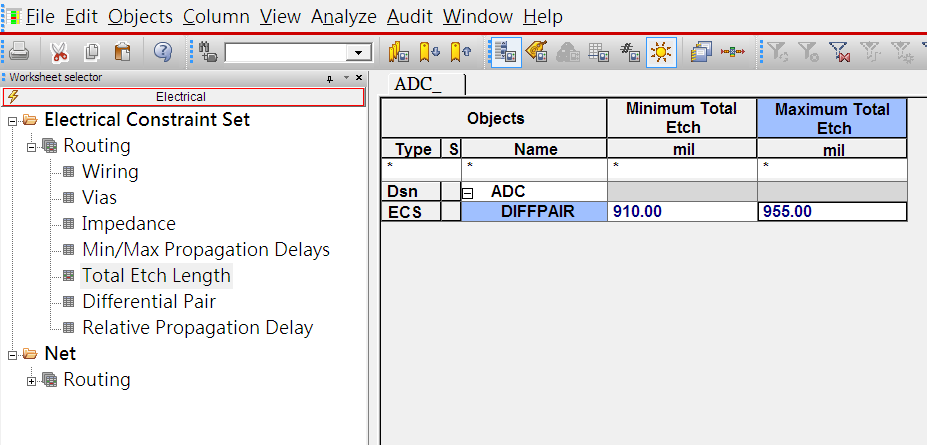 File Edit Objects Column View Analyze Audit Window Help
Worksheet selector
Electrical
Electrical Constraint Set
Routing
Wiring
Vias
Impedance
Min/Max Propagation Delays
Total Etch Length
Differential Pair
Relative Propagation Delay
Net
Routing
ADC_
Objects Minimum Total Etch Maximum Total Etch
Type S Name mil mil
* * * *
Dsn ADC
ECS DIFFPAIR 910.00 955.00